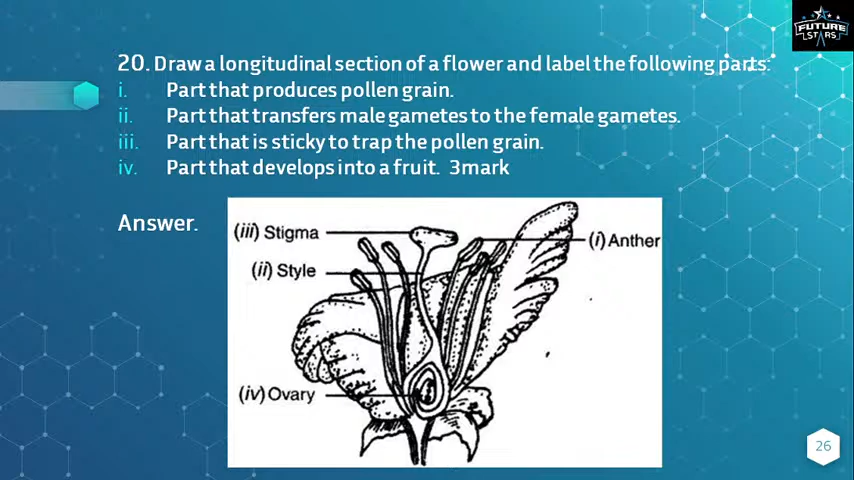 FUTURE
STARS
20. Draw a longitudinal section of a flower and label the following parts:
i. Part that produces pollen grain.
ii. Part that transfers male gametes to the female gametes.
iii. Part that is sticky to trap the pollen grain.
iv. Part that develops into a fruit. 3mark
Answer.
(iii) Stigma
(i) Anther
(ii) Style
(iv) Ovary
26